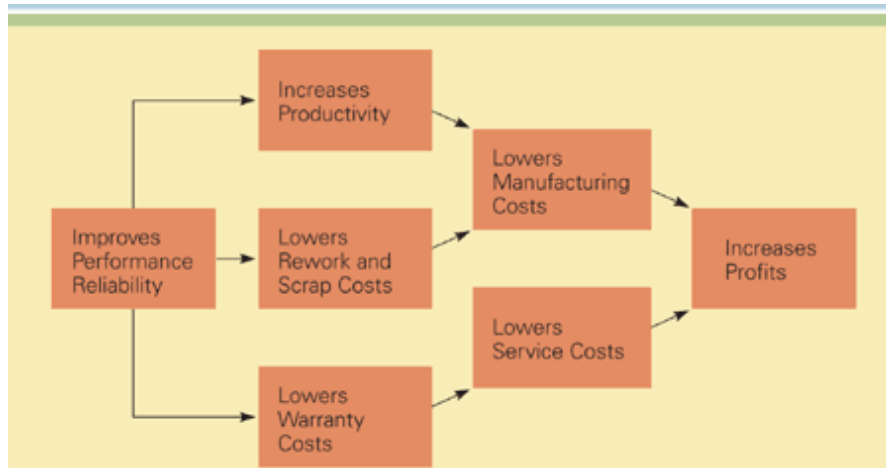 Increases
Productivity
Lowers
Manufacturing
Costs
Improves
Performance
Reliability
Lowers
Rework and
Scrap Costs
Increases
Profits
Lowers
Service Costs
Lowers
Warranty
Costs